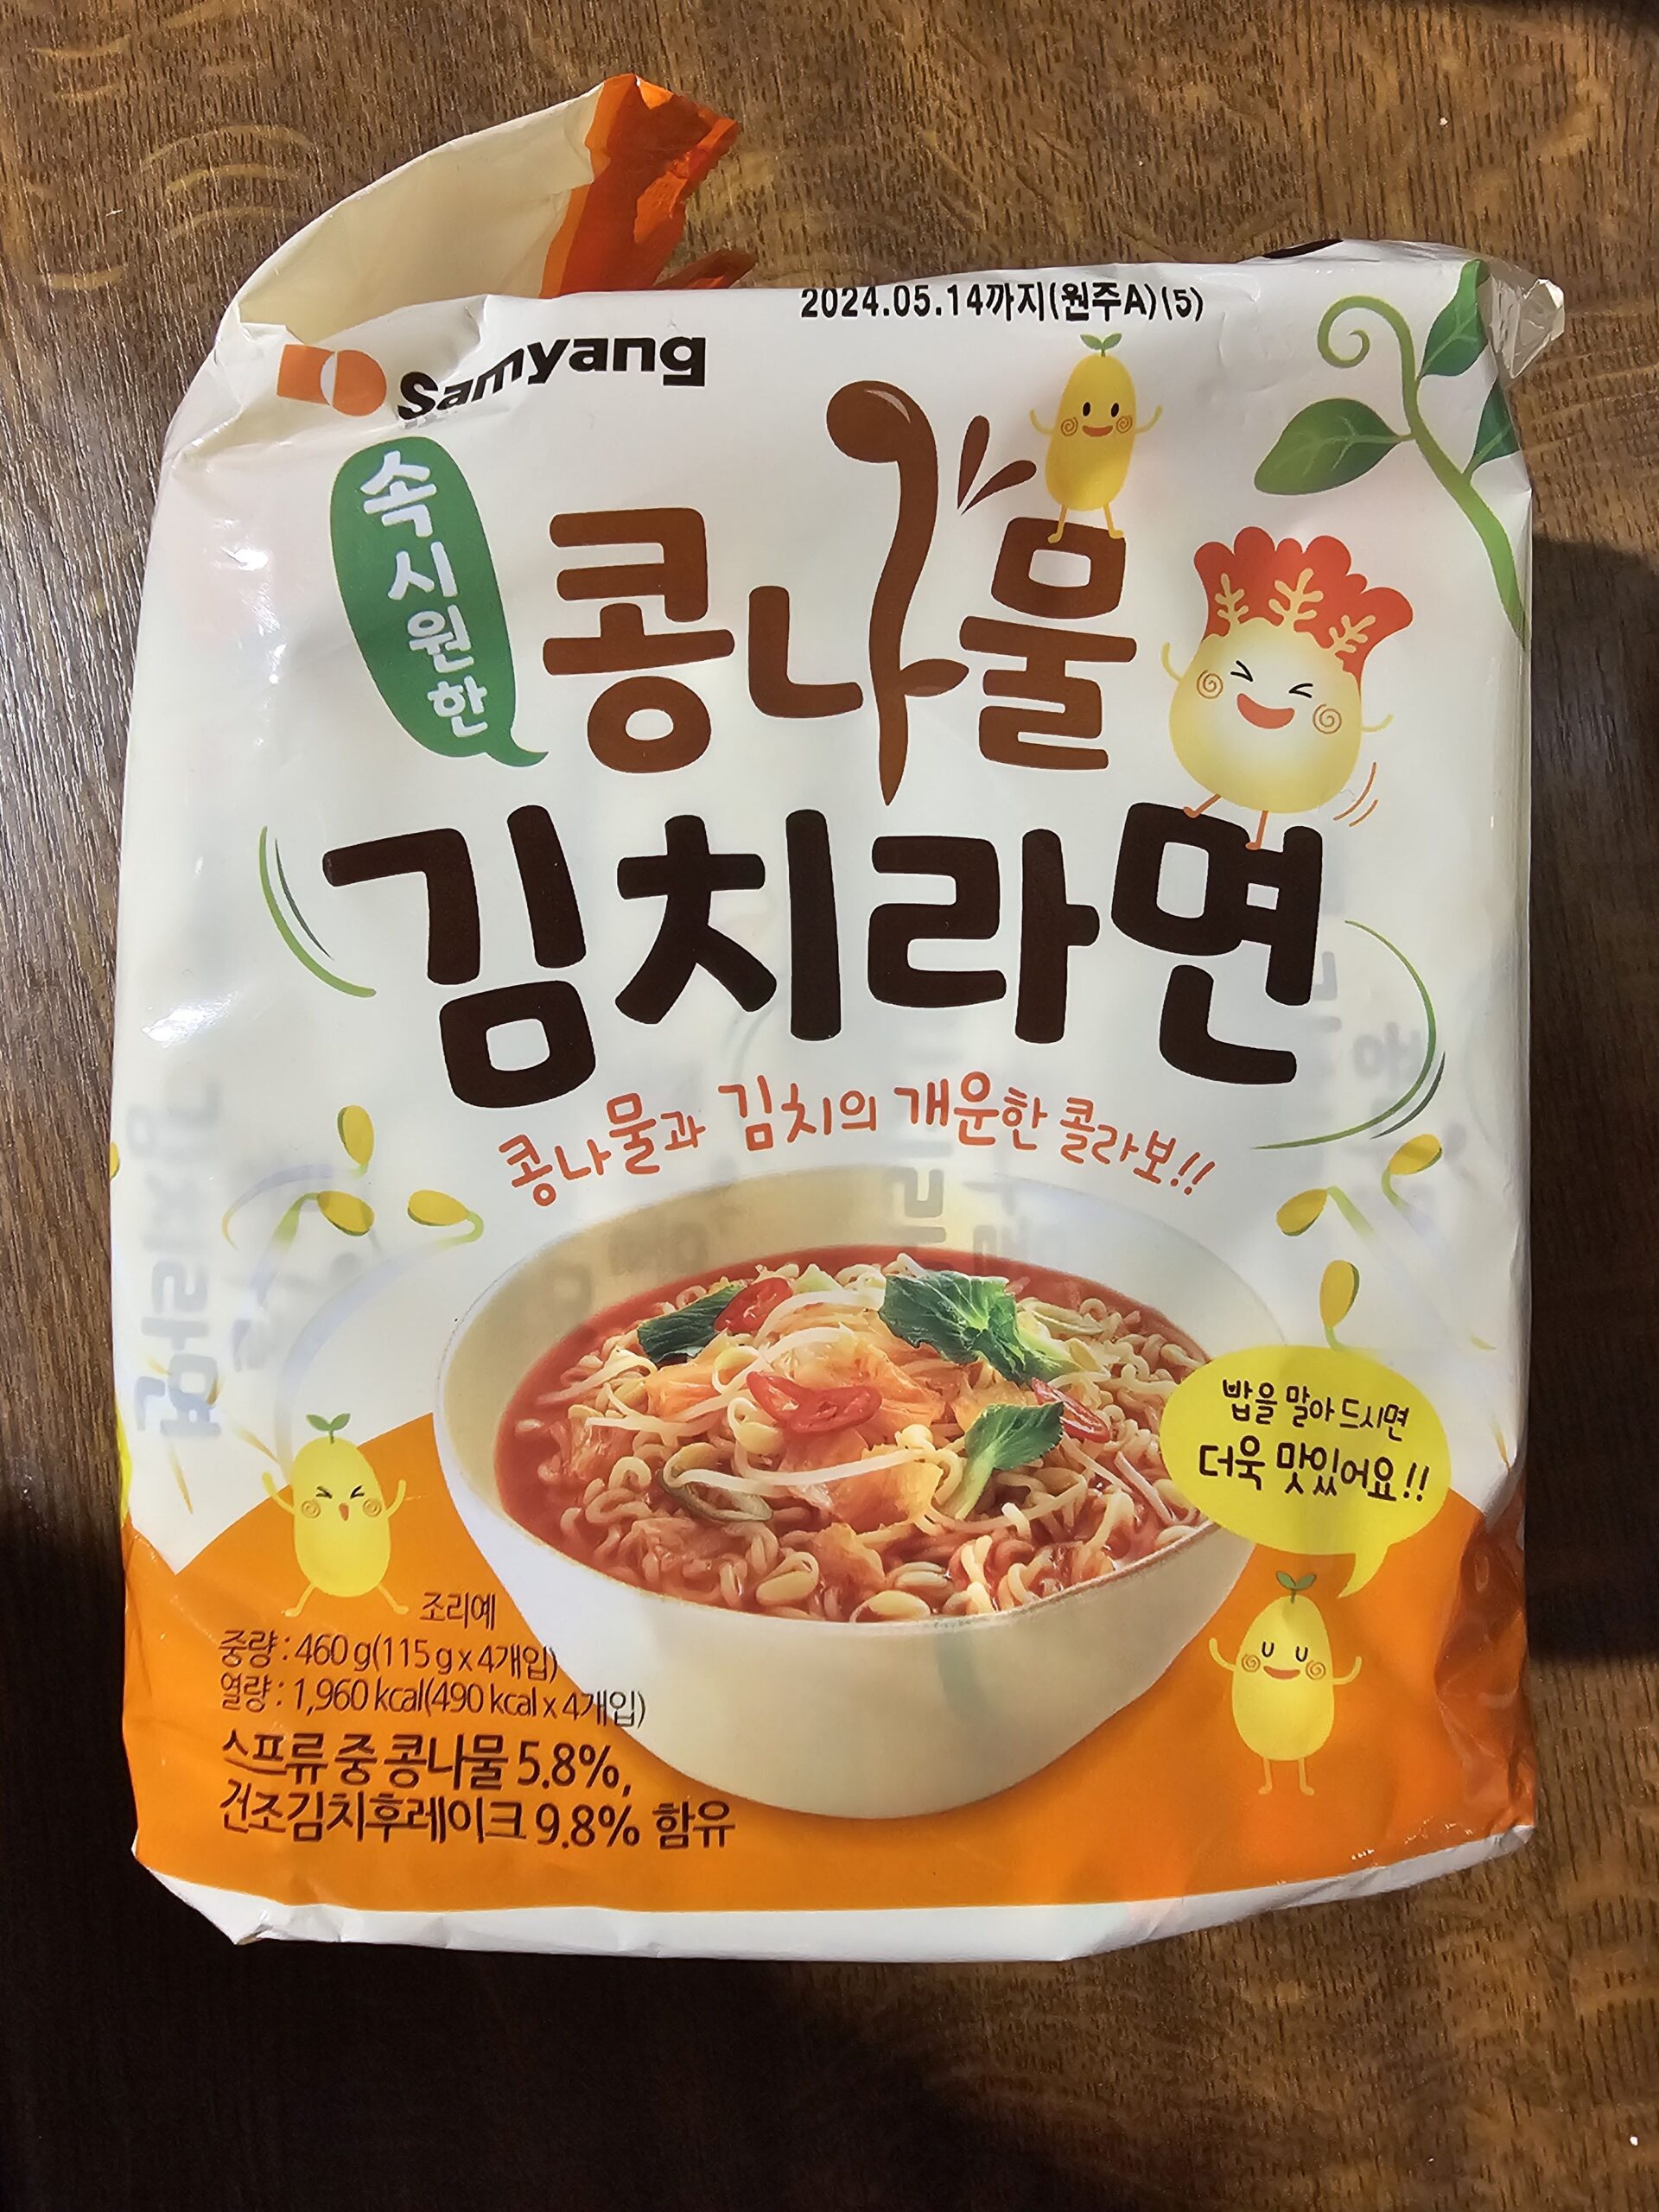 2024.05.14까지(원주A)(5)
Samyang
속시원한
콩나물
김치라면
콩나물과 김치의 개운한 콜라보!!
밥을 말아 드시면
더욱 맛있어요!!
조리예
중량 : 460 g(115 g x 4개입)
열량 : 1,960 kcal(490 kcal x 4개입)
스프류 중 콩나물 5.8%,
건조김치후레이크 9.8% 함유